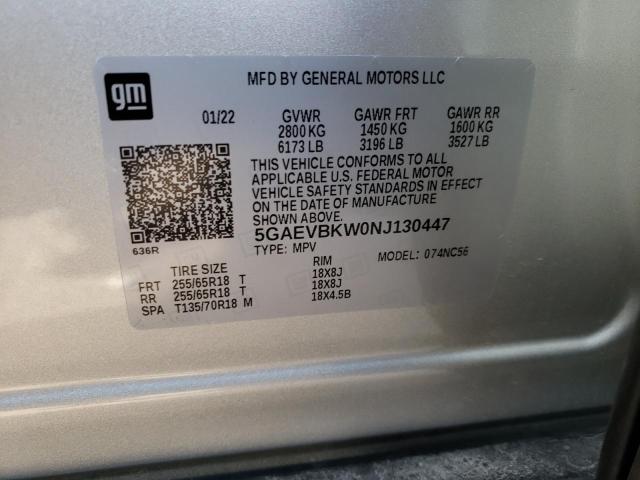 gm
MFD BY GENERAL MOTORS LLC
01/22 GVWR GAWR FRT GAWR RR
2800 KG 1450 KG 1600 KG
6173 LB 3196 LB 3527 LB
THIS VEHICLE CONFORMS TO ALL
APPLICABLE U.S. FEDERAL MOTOR
VEHICLE SAFETY STANDARDS IN EFFECT
ON THE DATE OF MANUFACTURE
SHOWN ABOVE.
636R
5GAEVBKW0NJ130447
TYPE: MPV MODEL: 074NC56
TIRE SIZE RIM
FRT 255/65R18 T 18X8J
RR 255/65R18 T 18X8J
SPA T135/70R18 M 18X4.5B